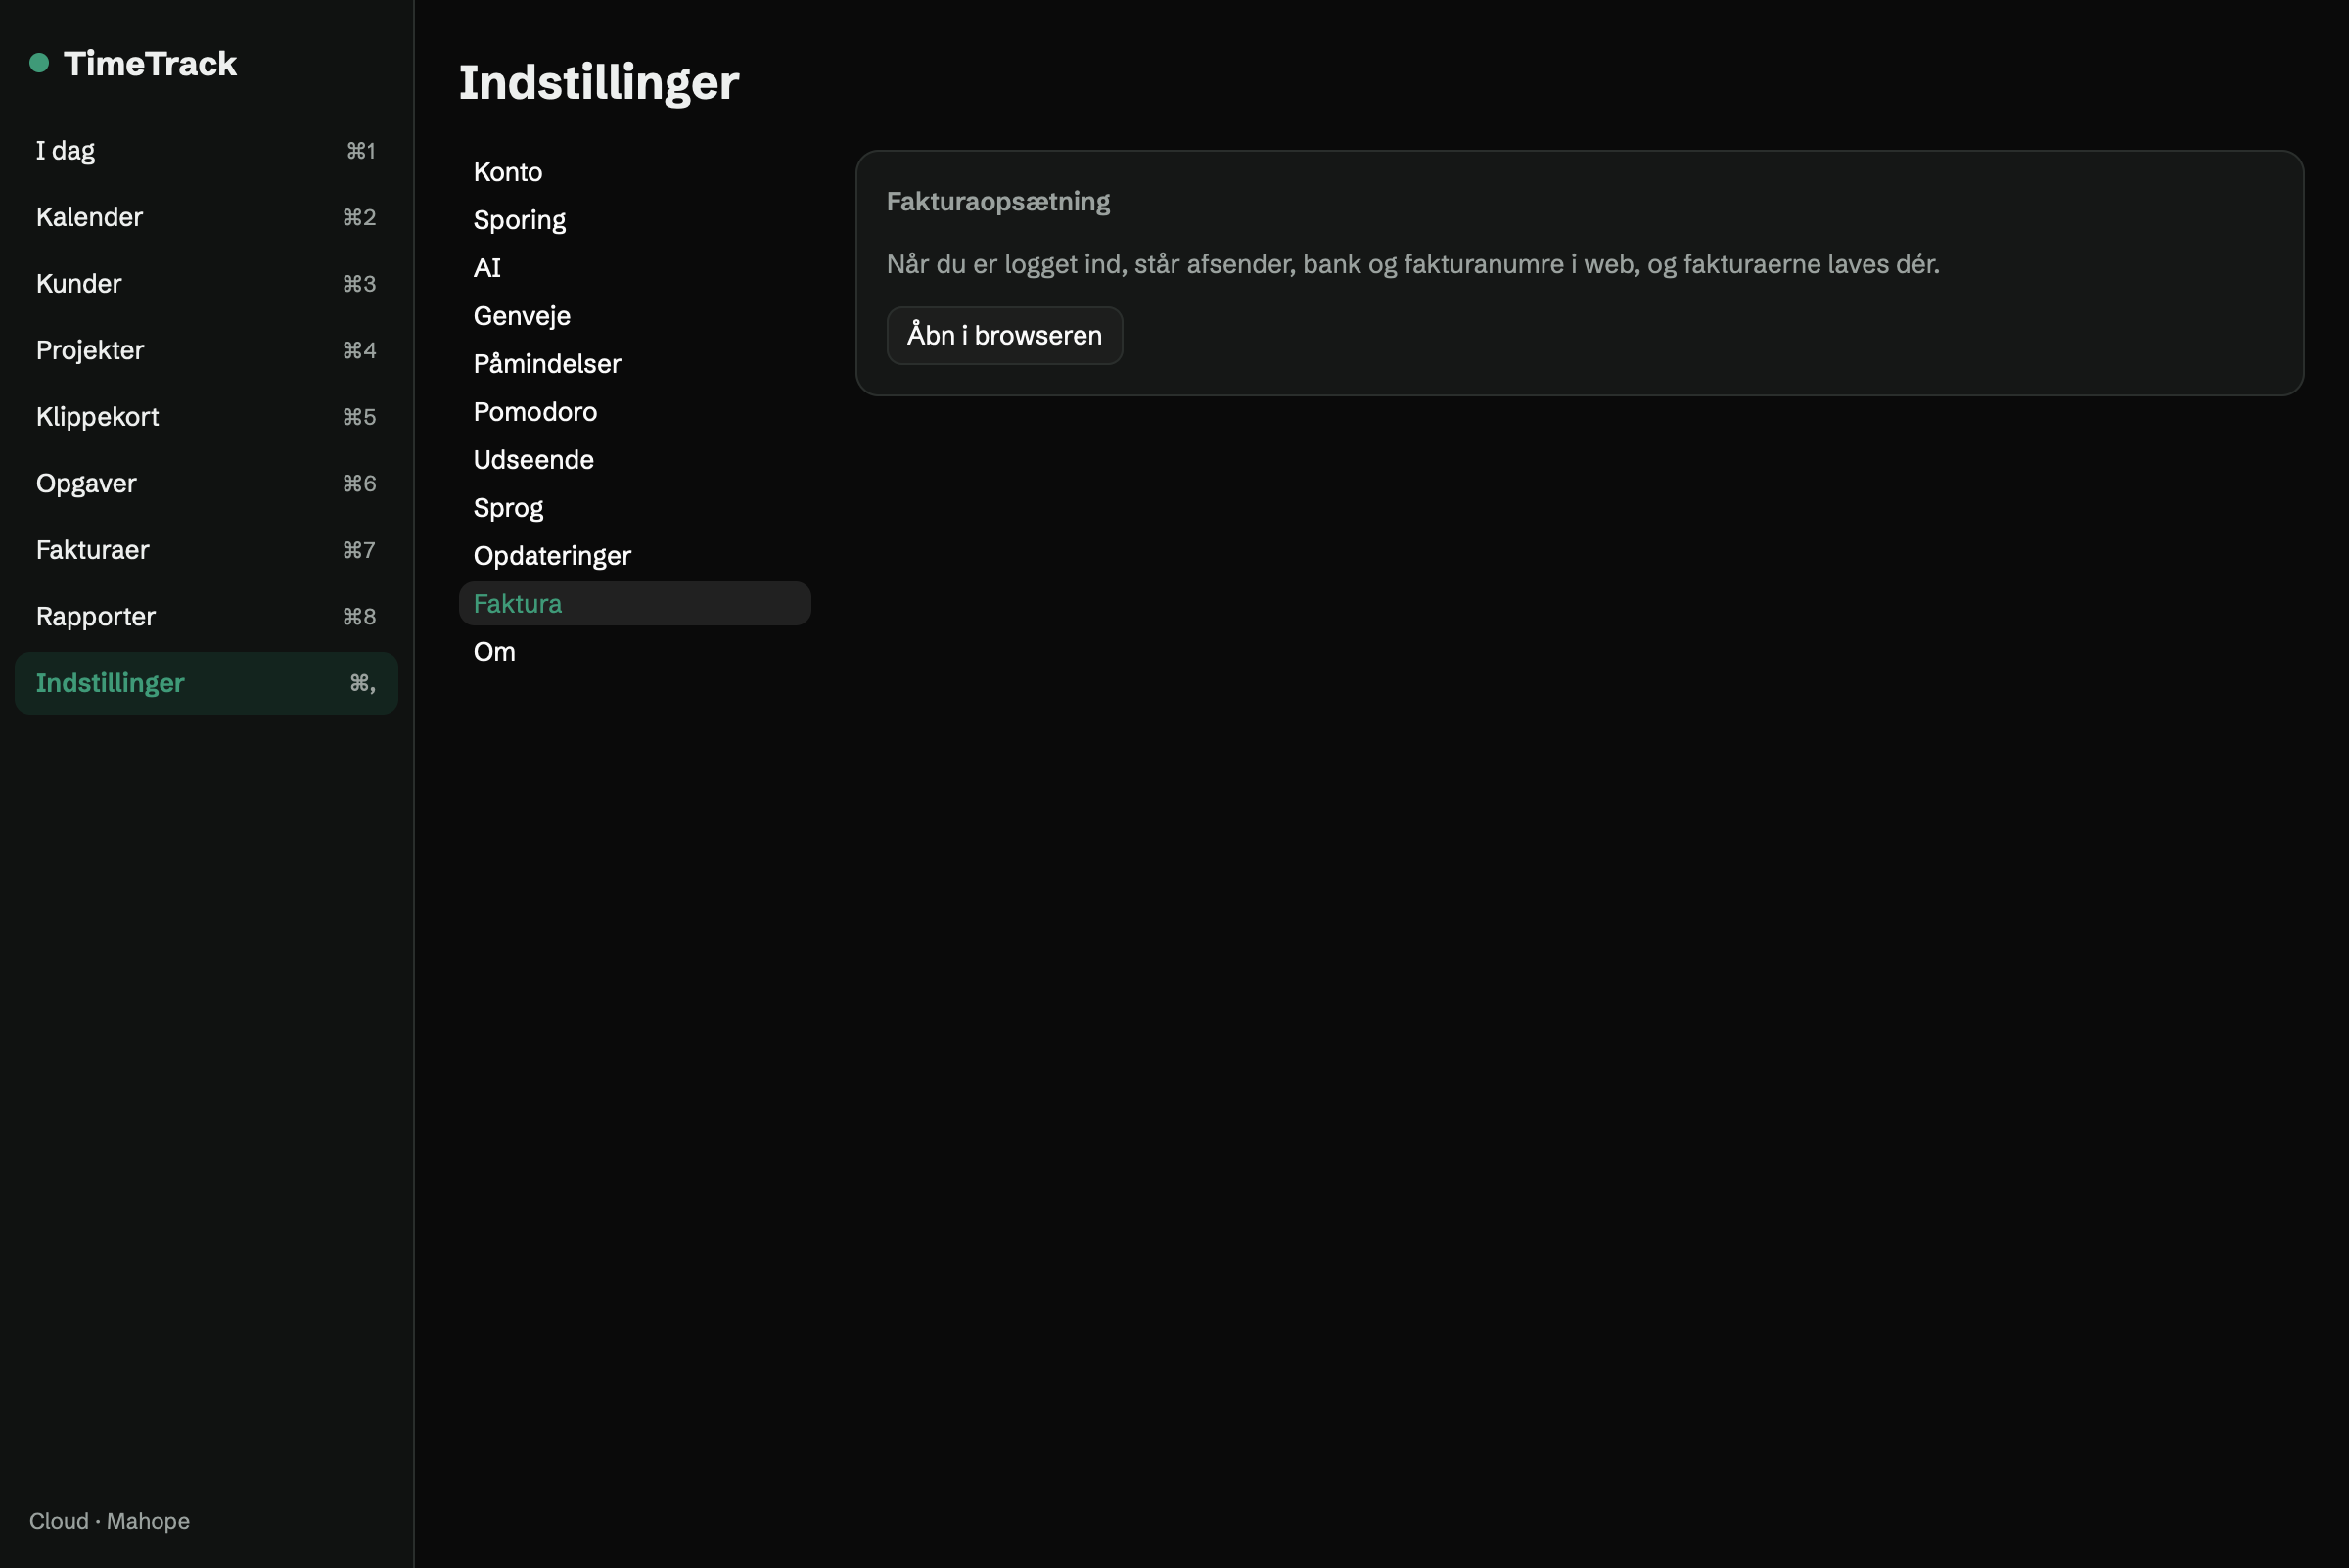 TimeTrack
I dag ⌘1
Kalender ⌘2
Kunder ⌘3
Projekter ⌘4
Klippekort ⌘5
Opgaver ⌘6
Fakturaer ⌘7
Rapporter ⌘8
Indstillinger ⌘,
Cloud · Mahope
Indstillinger
Konto
Sporing
AI
Genveje
Påmindelser
Pomodoro
Udseende
Sprog
Opdateringer
Faktura
Om
Fakturaopsætning
Når du er logget ind, står afsender, bank og fakturanumre i web, og fakturaerne laves dér.
Åbn i browseren